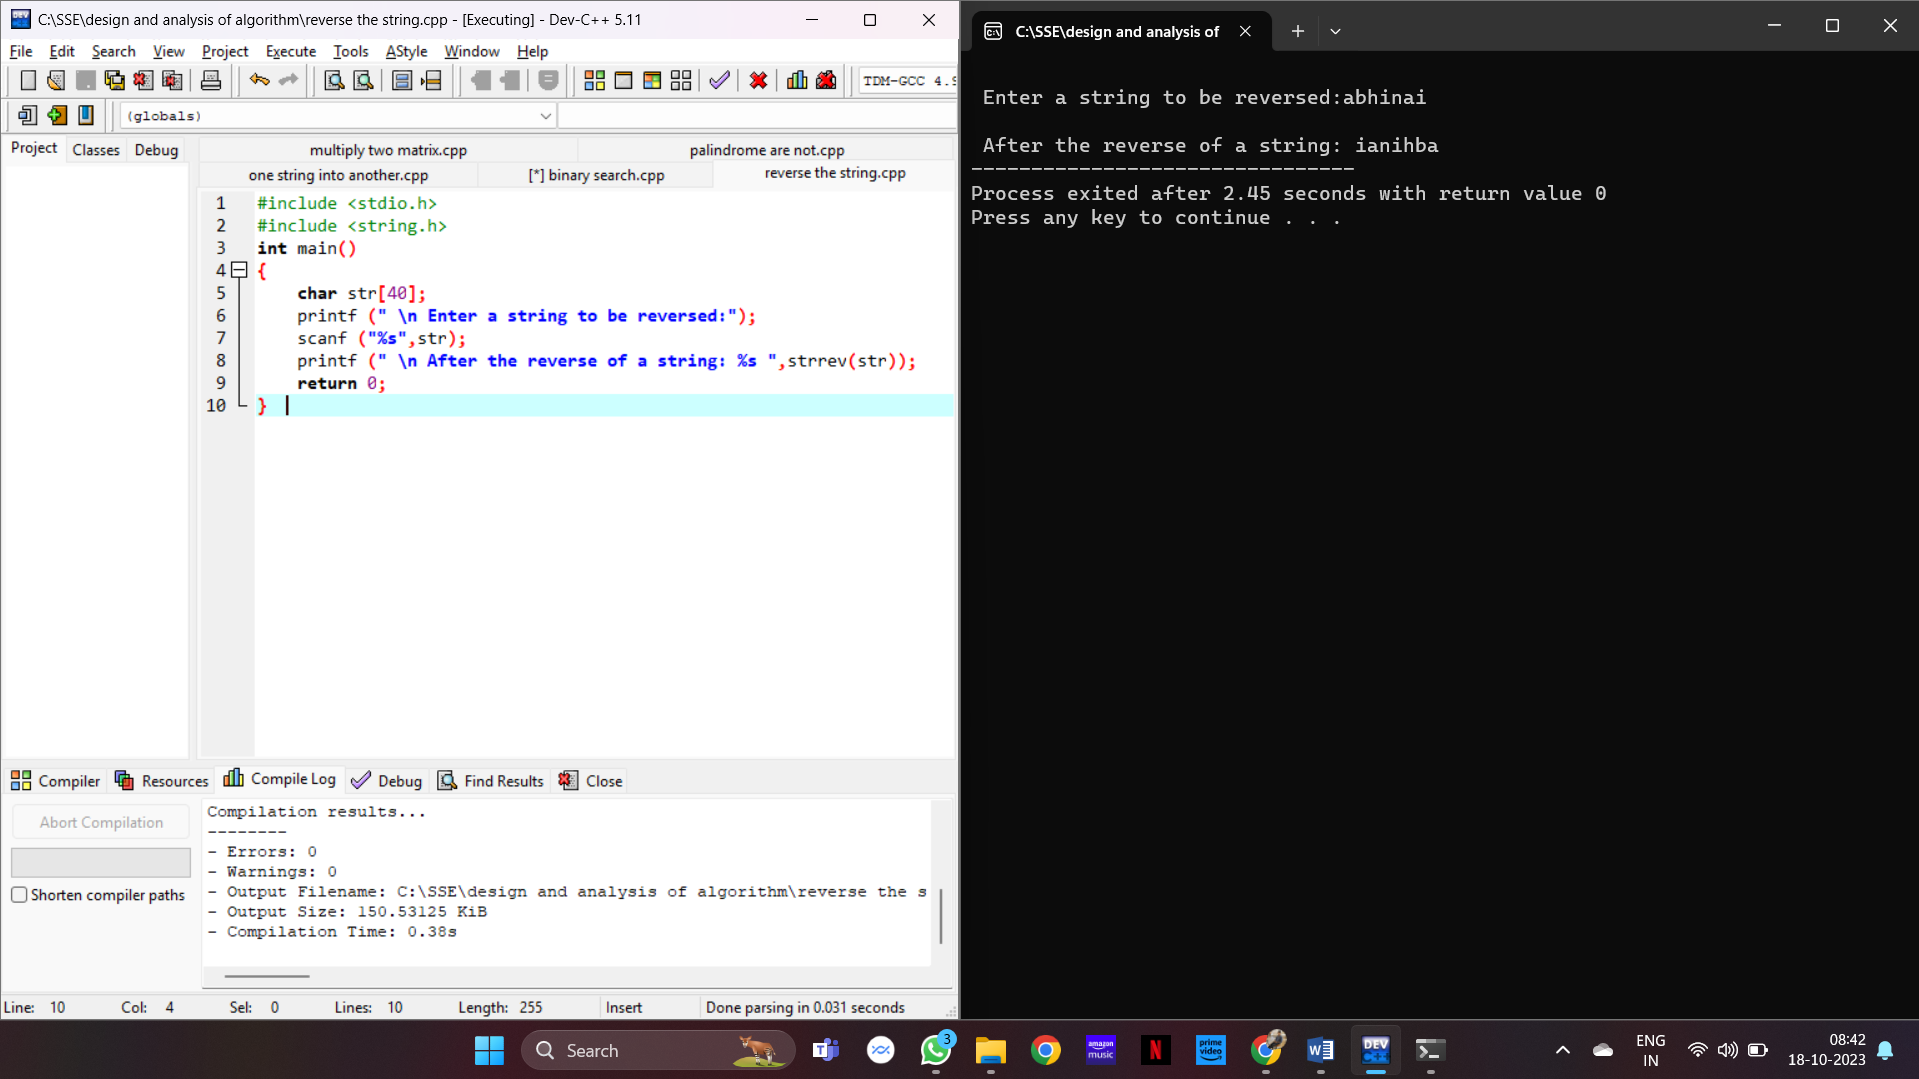 C:\SSE\design and analysis of algorithm\reverse the string.cpp - [Executing] - Dev-C++ 5.11
File Edit Search View Project Execute Tools AStyle Window Help
TDM-GCC 4.9
(globals)
Project Classes Debug
multiply two matrix.cpp palindrome are not.cpp
one string into another.cpp [*] binary search.cpp reverse the string.cpp
1 #include <stdio.h>
2 #include <string.h>
3 int main()
4 {
5 char str[40];
6 printf (" \n Enter a string to be reversed:");
7 scanf ("%s",str);
8 printf (" \n After the reverse of a string: %s ",strrev(str));
9 return 0;
10 }
Compiler Resources Compile Log Debug Find Results Close
Abort Compilation
Shorten compiler paths
Compilation results...
--------
- Errors: 0
- Warnings: 0
- Output Filename: C:\SSE\design and analysis of algorithm\reverse the s
- Output Size: 150.53125 KiB
- Compilation Time: 0.38s
Line: 10 Col: 4 Sel: 0 Lines: 10 Length: 255 Insert Done parsing in 0.031 seconds
C:\SSE\design and analysis of
Enter a string to be reversed:abhinai
After the reverse of a string: ianihba
--------------------------------
Process exited after 2.45 seconds with return value 0
Press any key to continue . . .
Search
3
amazon music
N
prime video
W
DEV C++
ENG
IN
08:42
18-10-2023